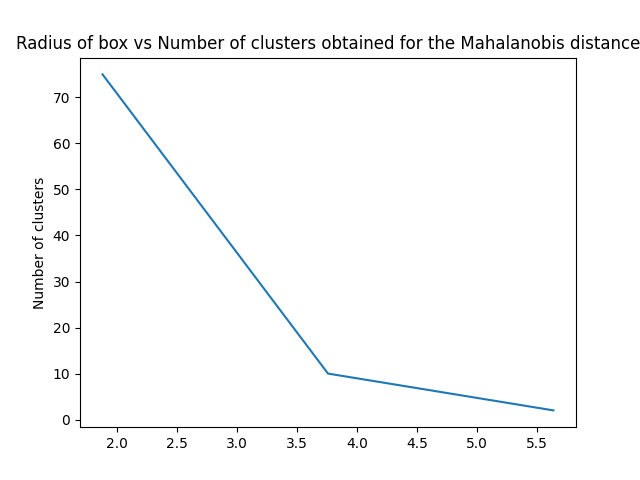 Radius of box vs Number of clusters obtained for the Mahalanobis distance
Number of clusters
70
60
50
40
30
20
10
0
2.0 2.5 3.0 3.5 4.0 4.5 5.0 5.5